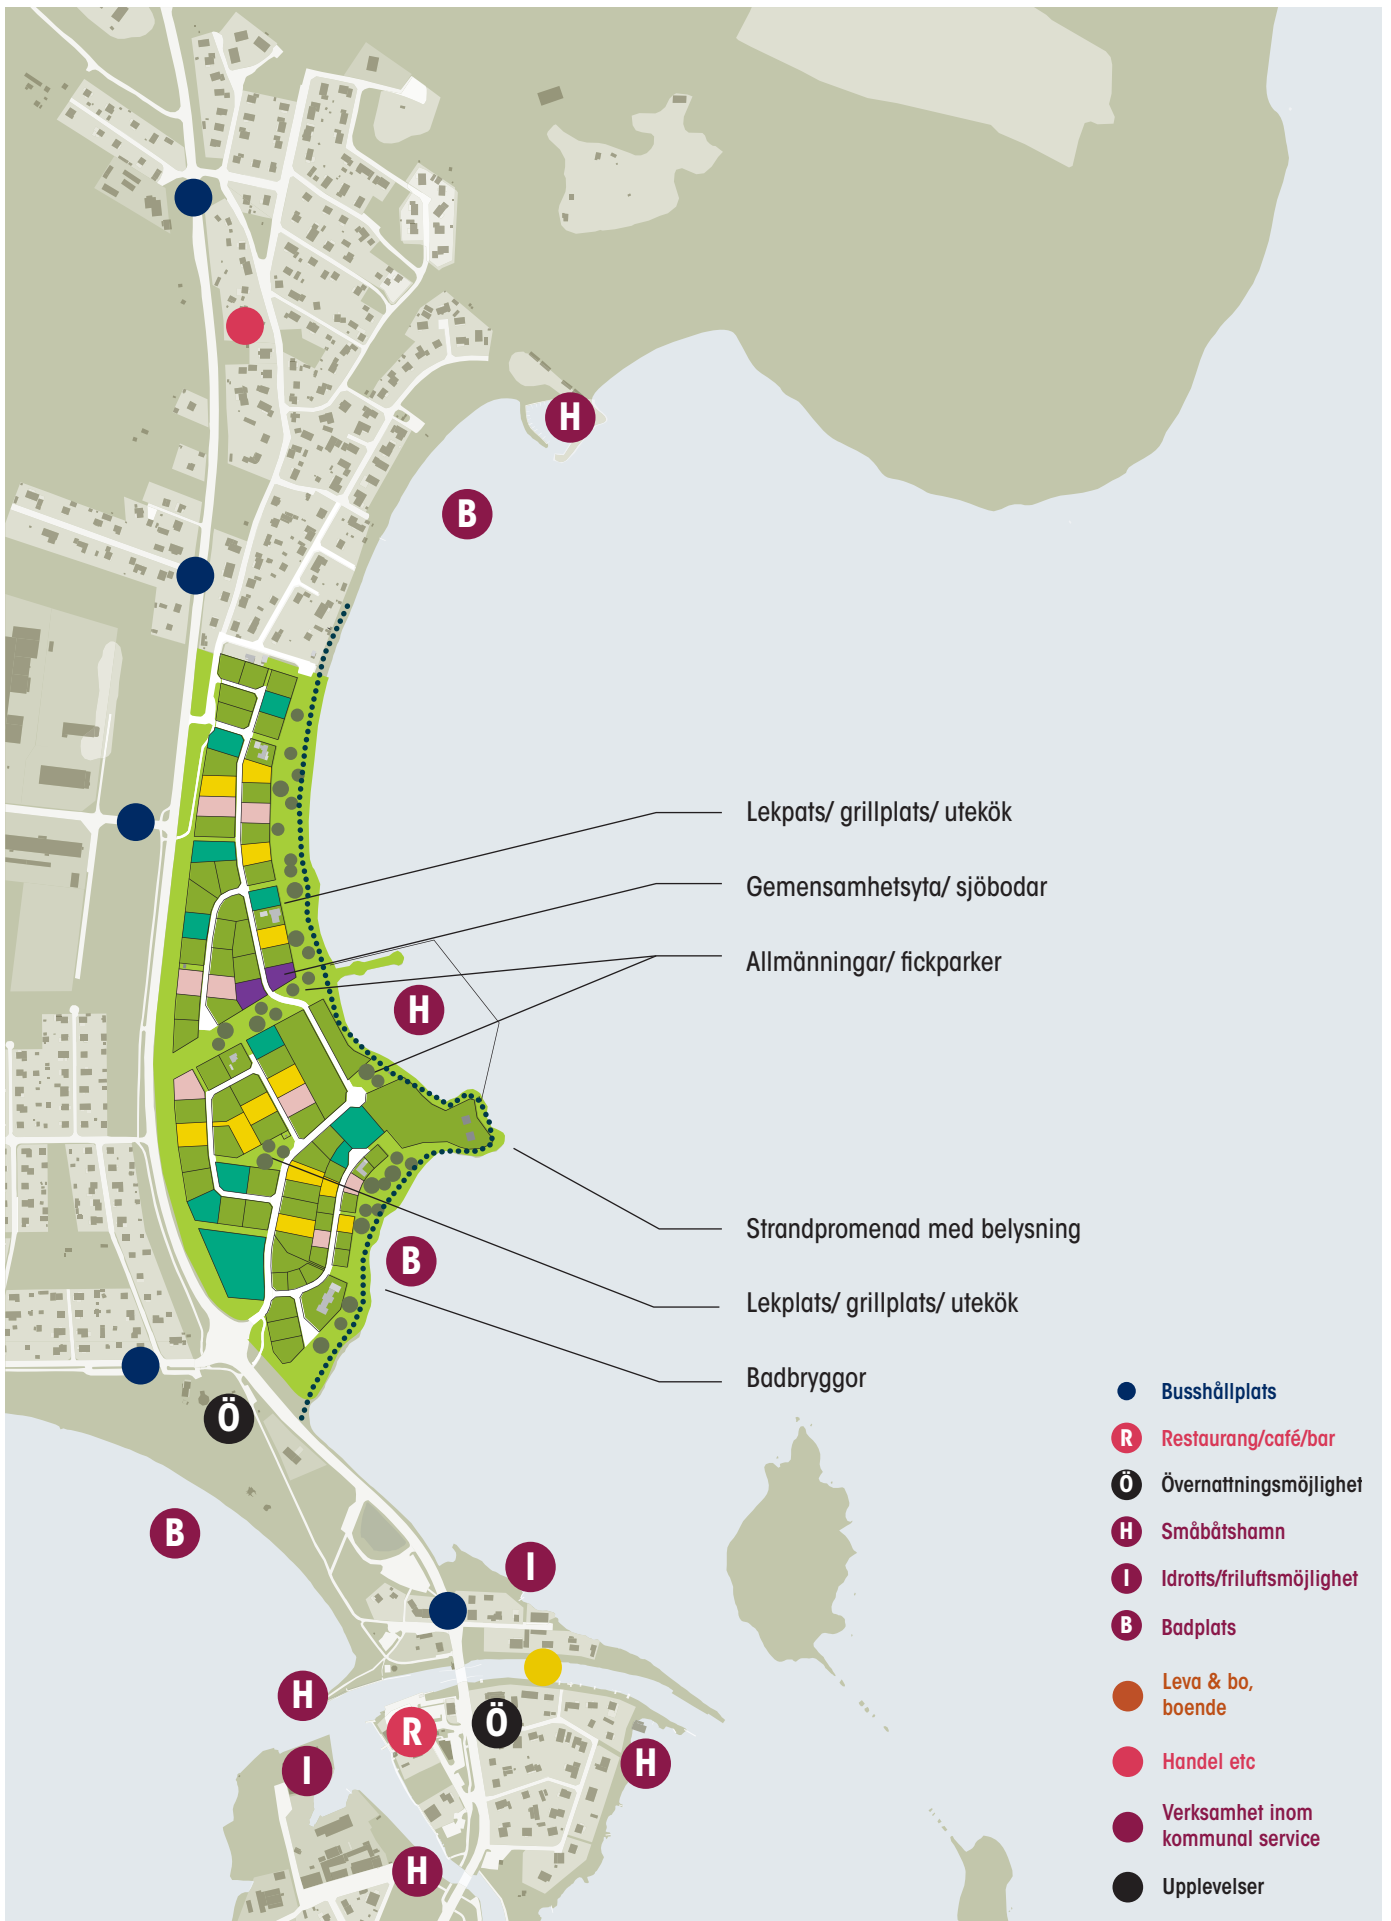 H
B
Lekpats/ grillplats/ utekök
Gemensamhetsyta/ sjöbodar
Allmänningar/ fickparker
H
Strandpromenad med belysning
B
Lekplats/ grillplats/ utekök
Badbryggor
Ö
B
I
H
R
Ö
H
I
H
Busshållplats
R Restaurang/café/bar
Ö Övernattningsmöjlighet
H Småbåtshamn
I Idrotts/friluftsmöjlighet
B Badplats
Leva & bo,
boende
Handel etc
Verksamhet inom
kommunal service
Upplevelser